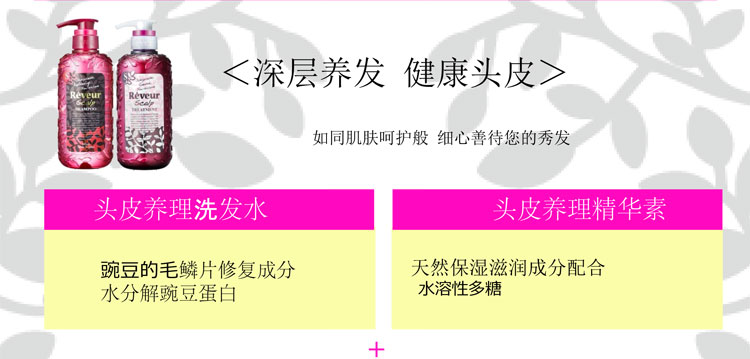 ＜深层养发 健康头皮＞
Rêveur
Scalp
SHAMPOO
Rêveur
Scalp
TREATMENT
如同肌肤呵护般 细心善待您的秀发
头皮养理洗发水
头皮养理精华素
豌豆的毛鳞片修复成分
水分解豌豆蛋白
天然保湿滋润成分配合
水溶性多糖
+